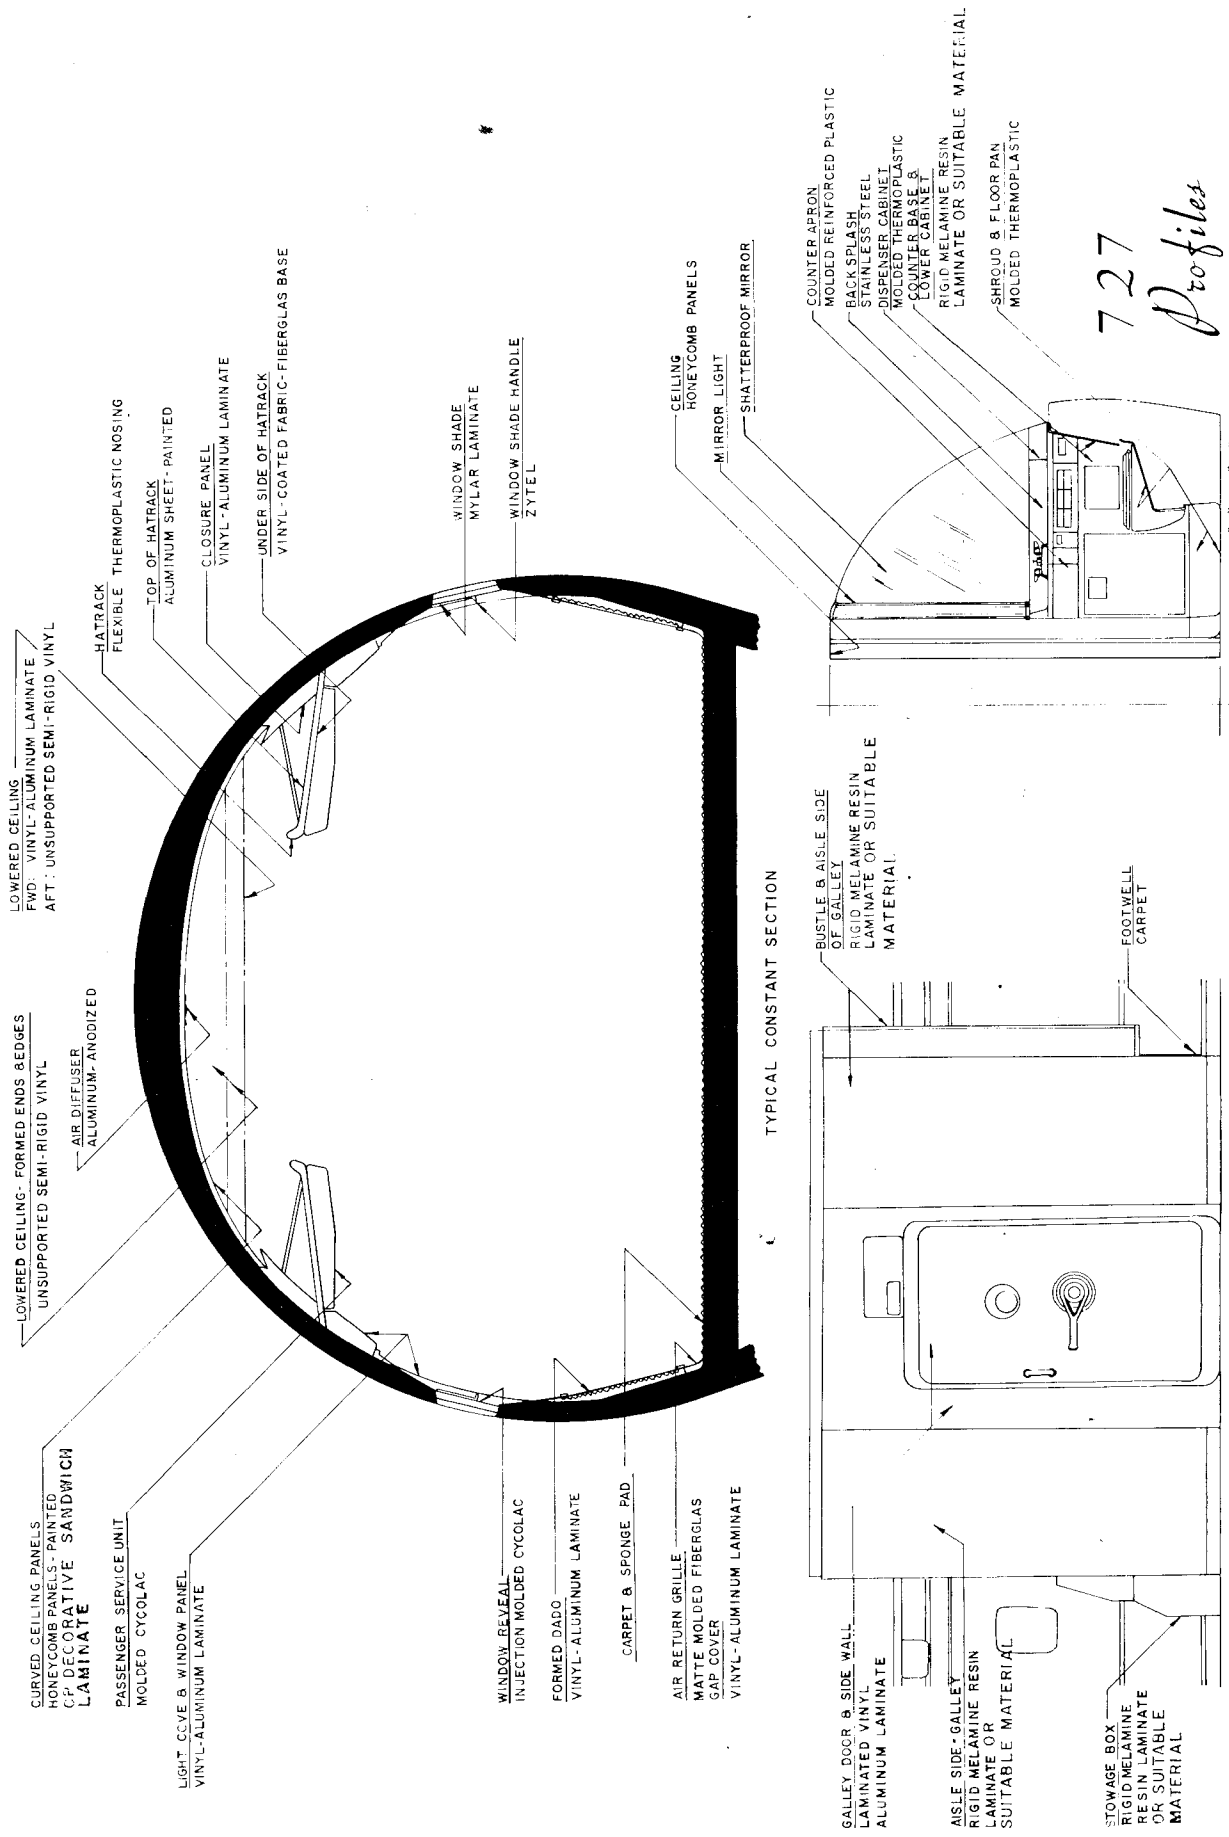 LOWERED CEILING
FWD: VINYL-ALUMINUM LAMINATE
AFT: UNSUPPORTED SEMI-RIGID VINYL
HATRACK
FLEXIBLE THERMOPLASTIC NOSING
TOP OF HATRACK
ALUMINUM SHEET-PAINTED
CLOSURE PANEL
VINYL-ALUMINUM LAMINATE
UNDER SIDE OF HATRACK
VINYL-COATED FABRIC-FIBERGLAS BASE
WINDOW SHADE
MYLAR LAMINATE
WINDOW SHADE HANDLE
ZYTEL
LOWERED CEILING- FORMED ENDS & EDGES
UNSUPPORTED SEMI-RIGID VINYL
AIR DIFFUSER
ALUMINUM-ANODIZED
CURVED CEILING PANELS
HONEYCOMB PANELS-PAINTED
OR DECORATIVE SANDWICH
LAMINATE
PASSENGER SERVICE UNIT
MOLDED CYCOLAC
LIGHT COVE & WINDOW PANEL
VINYL-ALUMINUM LAMINATE
WINDOW REVEAL
INJECTION MOLDED CYCOLAC
FORMED DADO
VINYL-ALUMINUM LAMINATE
CARPET & SPONGE PAD
AIR RETURN GRILLE
MATTE MOLDED FIBERGLAS
GAP COVER
VINYL-ALUMINUM LAMINATE
TYPICAL CONSTANT SECTION
CEILING
HONEYCOMB PANELS
MIRROR LIGHT
SHATTERPROOF MIRROR
COUNTER APRON
MOLDED REINFORCED PLASTIC
BACKSPLASH
STAINLESS STEEL
DISPENSER CABINET
MOLDED THERMOPLASTIC
COUNTER BASE &
LOWER CABINET
RIGID MELAMINE RESIN
LAMINATE OR SUITABLE MATERIAL
SHROUD & FLOOR PAN
MOLDED THERMOPLASTIC
BUSTLE & AISLE SIDE
OF GALLEY
RIGID MELAMINE RESIN
LAMINATE OR SUITABLE
MATERIAL
FOOTWELL
CARPET
GALLEY DOOR & SIDE WALL
LAMINATED VINYL
ALUMINUM LAMINATE
AISLE SIDE-GALLEY
RIGID MELAMINE RESIN
LAMINATE OR
SUITABLE MATERIAL
STOWAGE BOX
RIGID MELAMINE
RESIN LAMINATE
OR SUITABLE
MATERIAL
727
Profiles